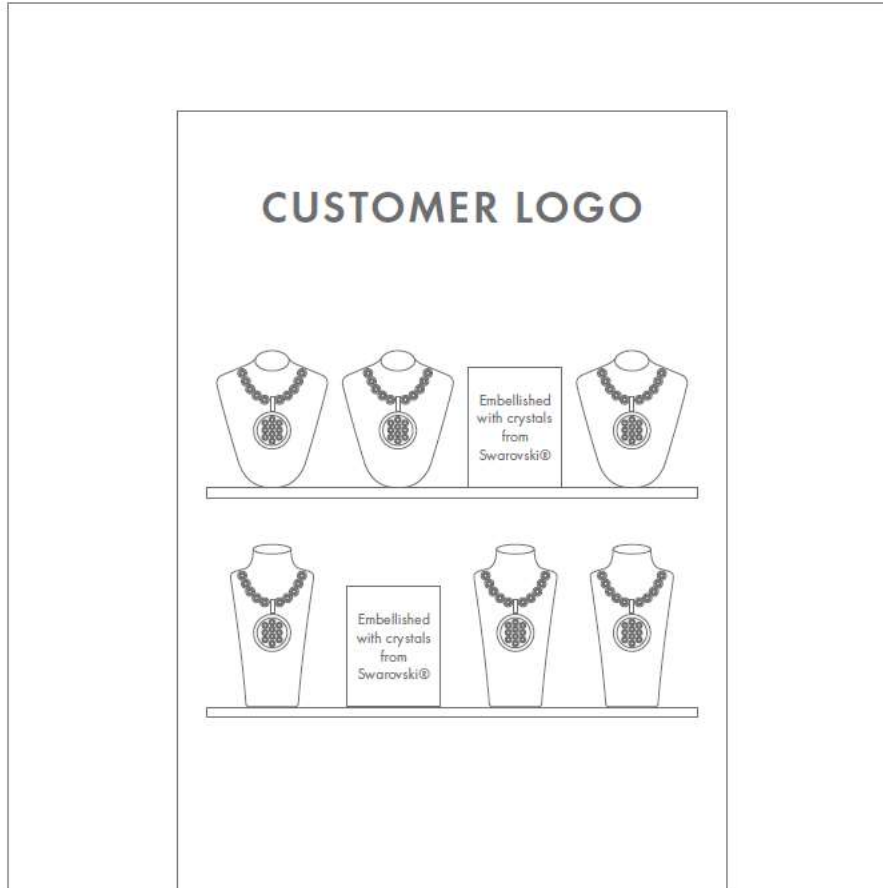 CUSTOMER LOGO
Embellished
with crystals
from
Swarovski®
Embellished
with crystals
from
Swarovski®